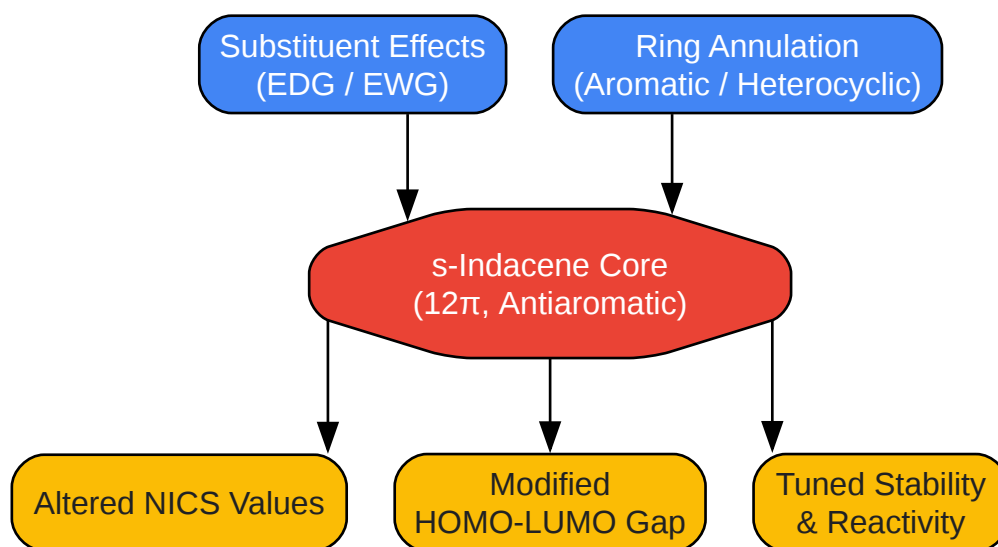 Substituent Effects
(EDG / EWG)
Ring Annulation
(Aromatic / Heterocyclic)
s-Indacene Core
(12π, Antiaromatic)
Altered NICS Values
Modified
HOMO-LUMO Gap
Tuned Stability
& Reactivity